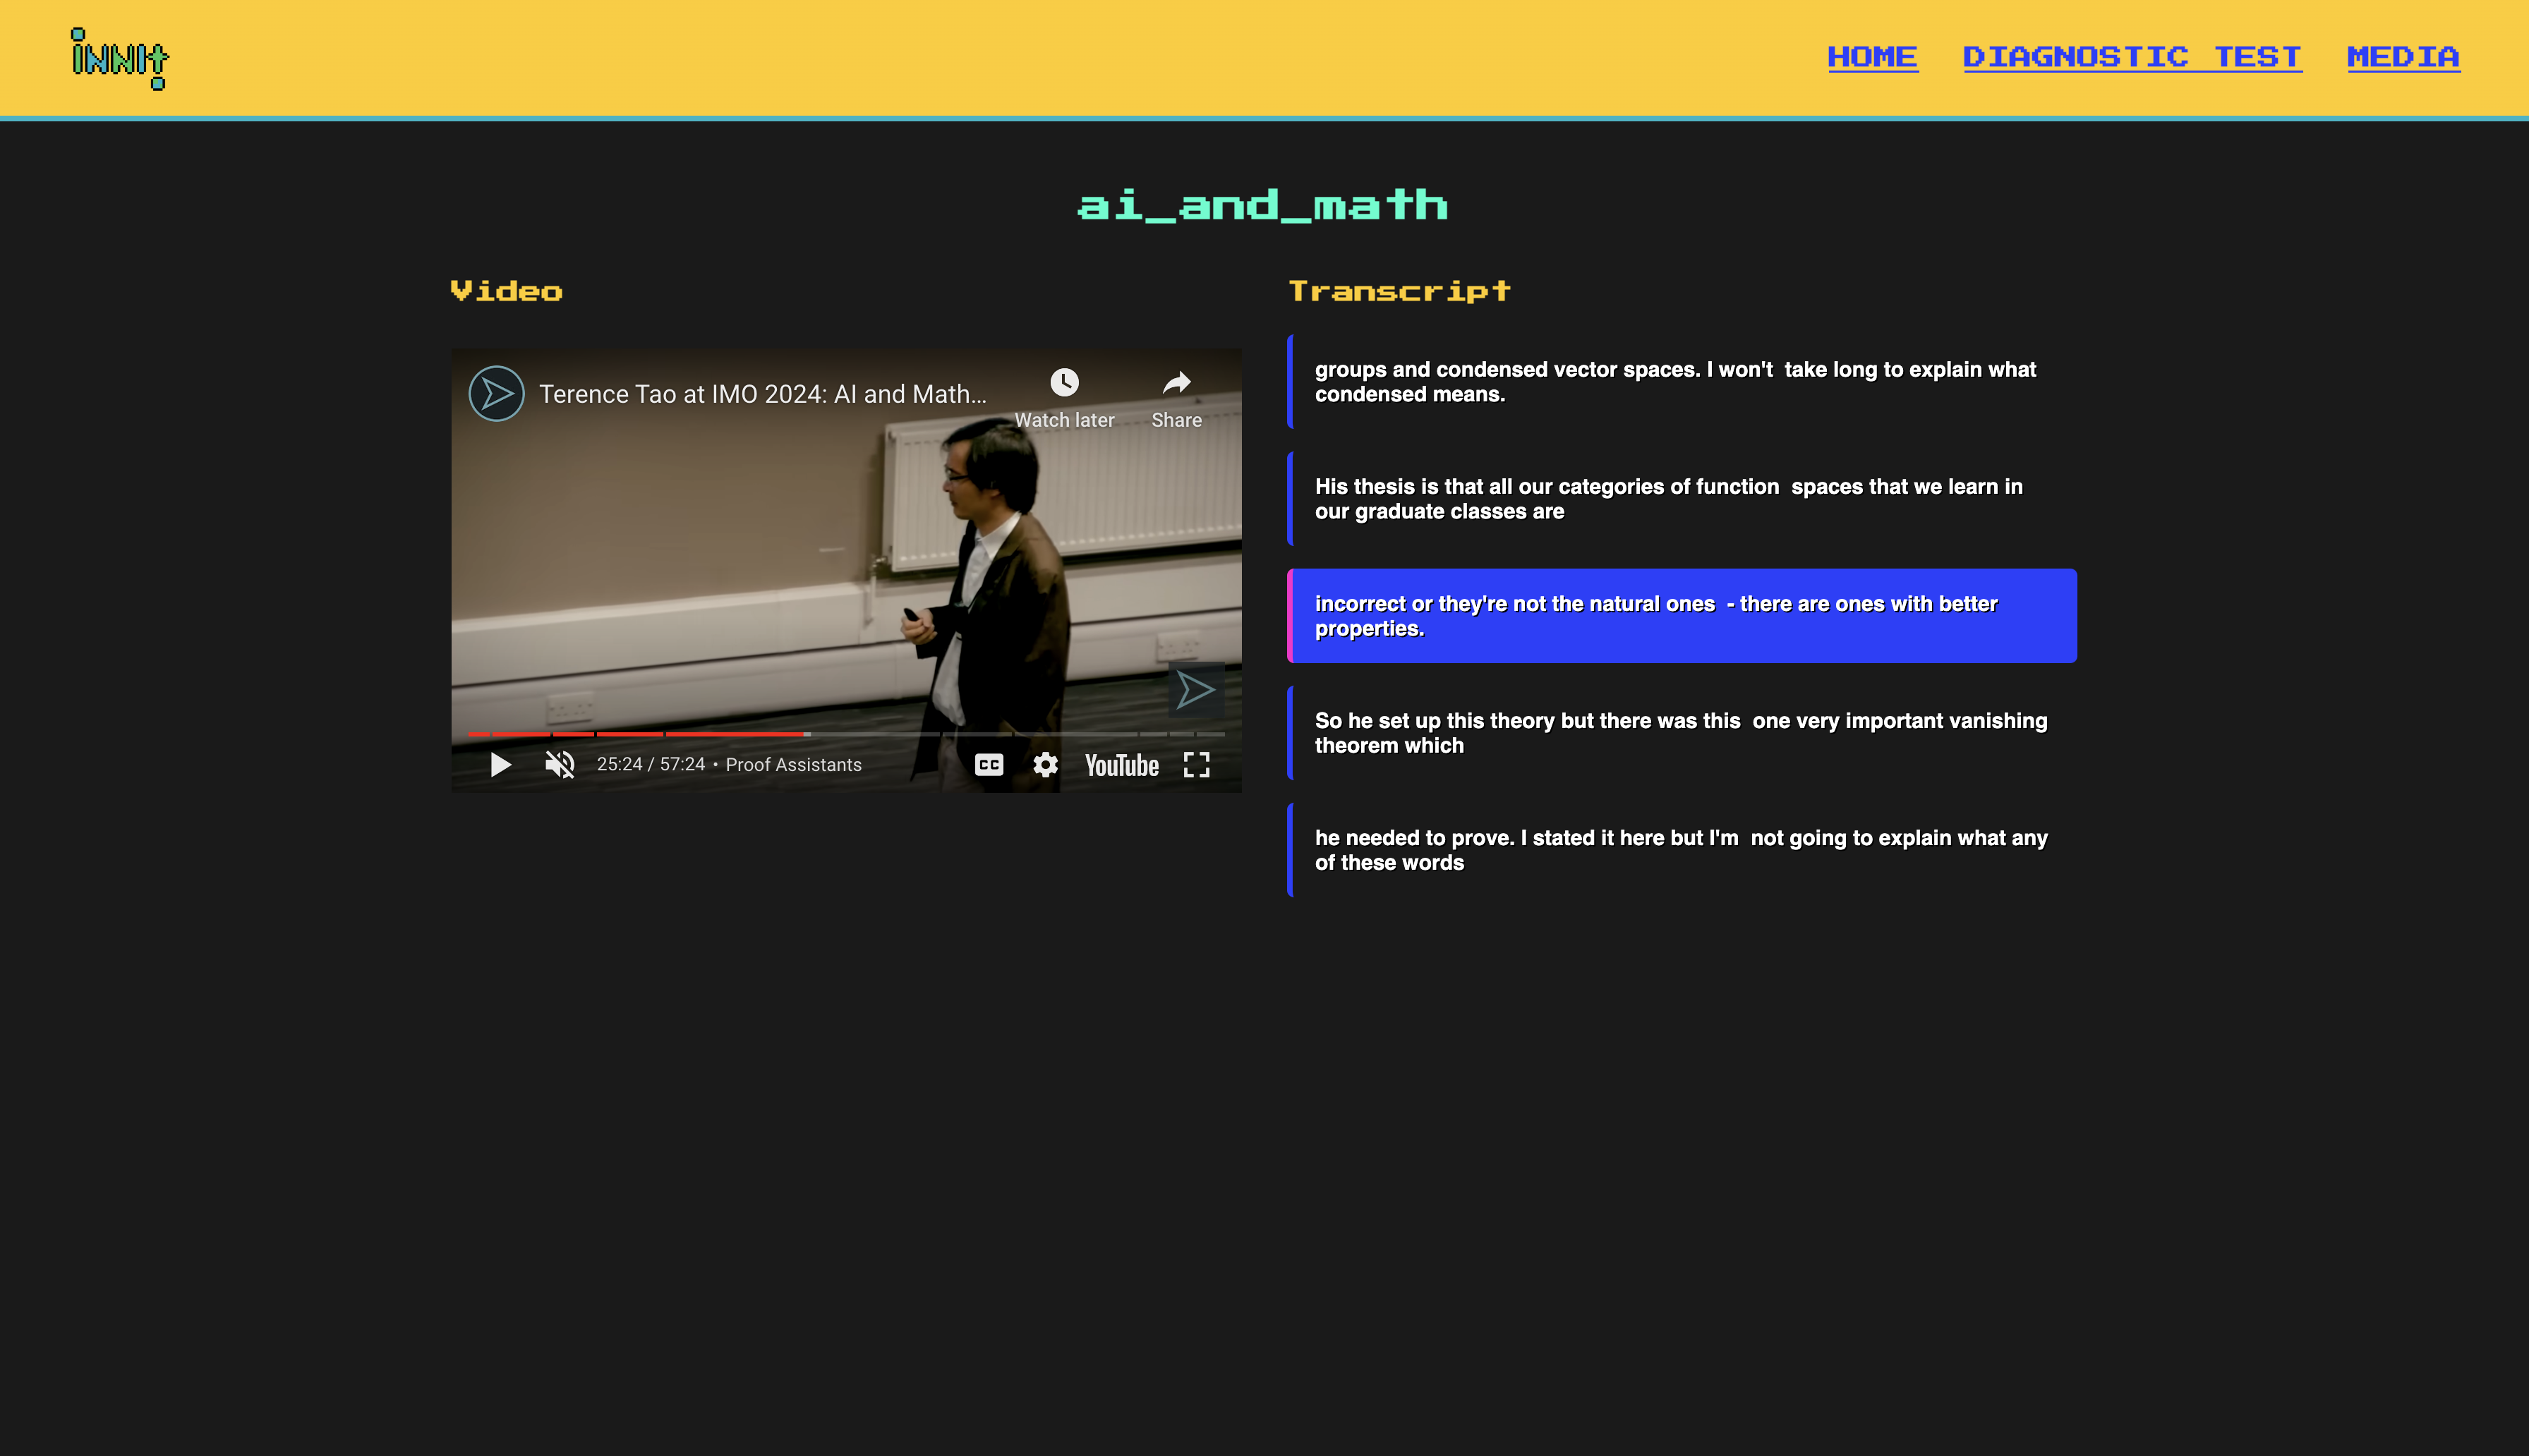 innit
HOME DIAGNOSTIC TEST MEDIA
ai_and_math
Video
Terence Tao at IMO 2024: AI and Math...
Watch later
Share
25:24 / 57:24 • Proof Assistants
CC
YouTube
Transcript
groups and condensed vector spaces. I won't  take long to explain what
condensed means.
His thesis is that all our categories of function  spaces that we learn in
our graduate classes are
incorrect or they're not the natural ones  - there are ones with better
properties.
So he set up this theory but there was this  one very important vanishing
theorem which
he needed to prove. I stated it here but I'm  not going to explain what any
of these words